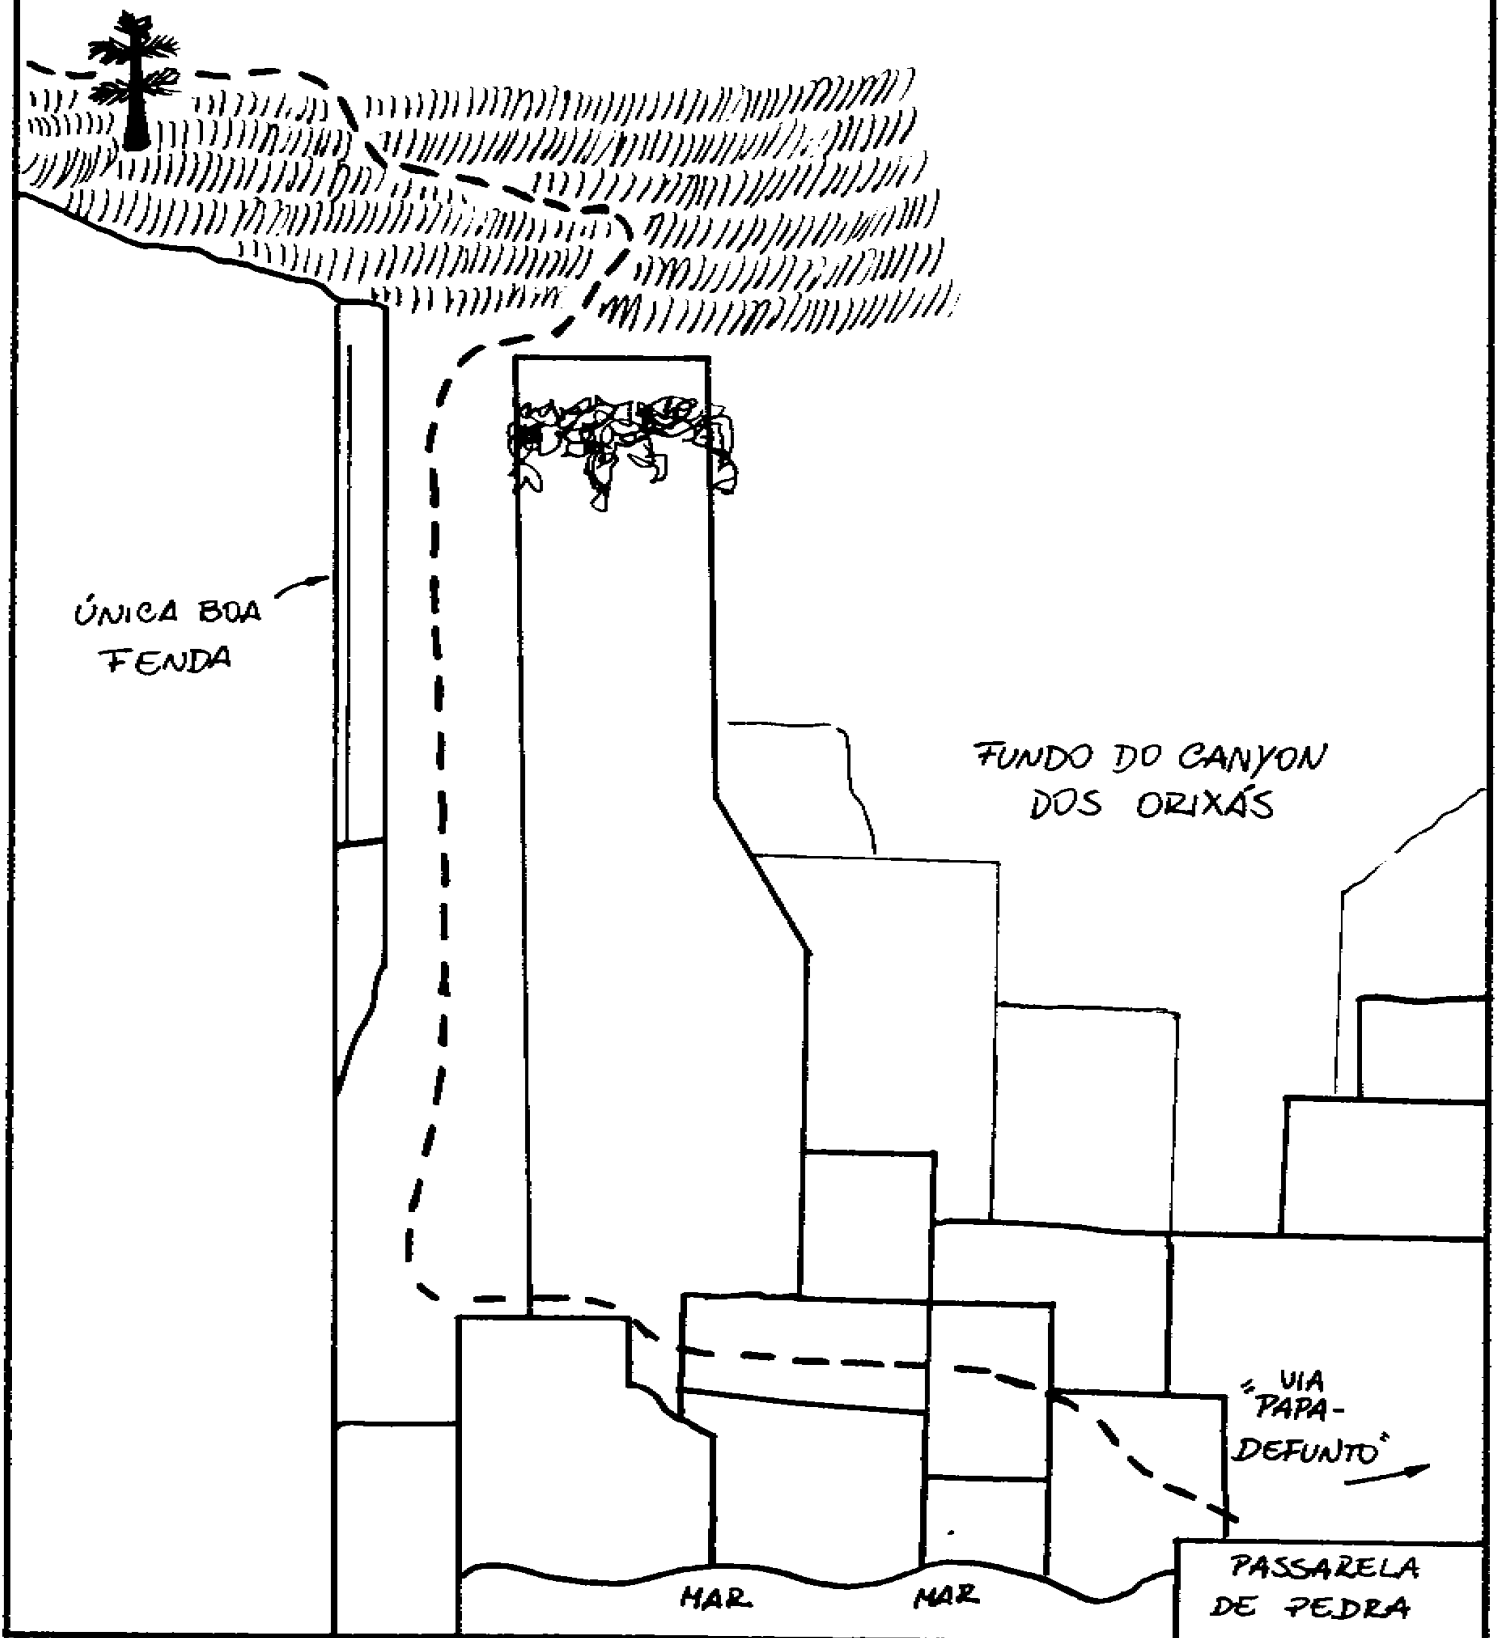 ÚNICA BOA
FENDA
FUNDO DO CANYON
DOS ORIXÁS
"VIA
PAPA-
DEFUNTO"
PASSARELA
DE PEDRA
MAR
MAR